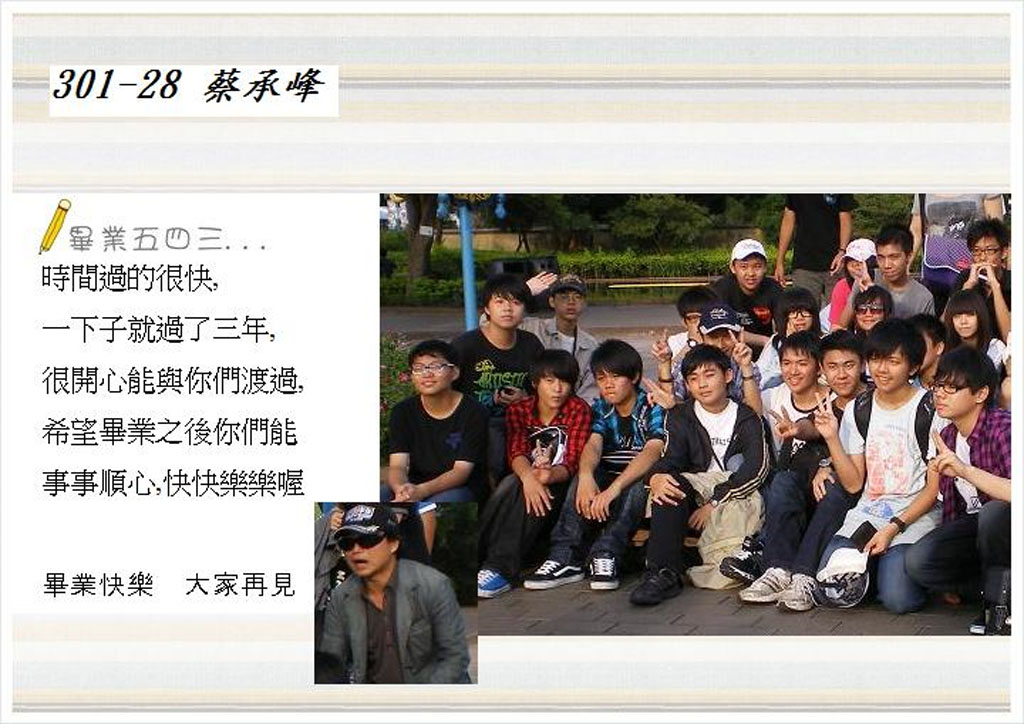 301-28 蔡承峰
畢業五四三...
時間過的很快,
一下子就過了三年,
很開心能與你們渡過,
希望畢業之後你們能
事事順心,快快樂樂喔
畢業快樂 大家再見